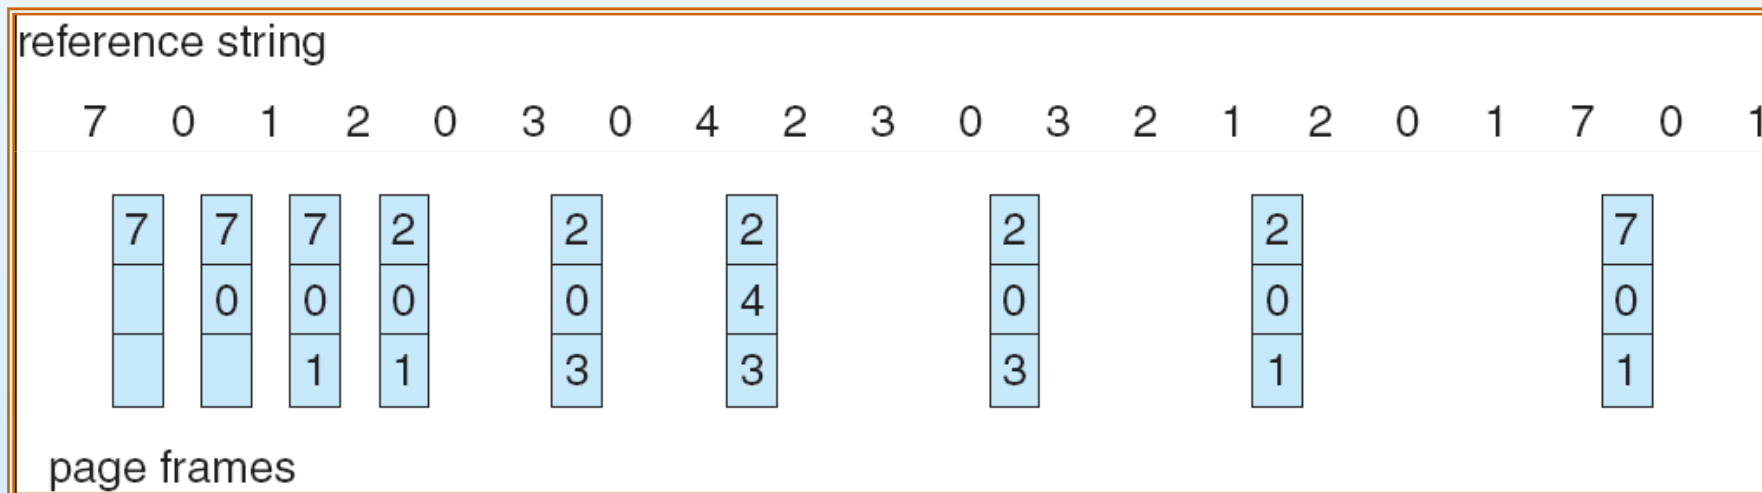 reference string
7 0 1 2 0 3 0 4 2 3 0 3 2 1 2 0 1 7 0 1
7 7 7 2 2 2 2 2 7
0 0 0 0 4 0 0 0
1 1 3 3 3 1 1
page frames